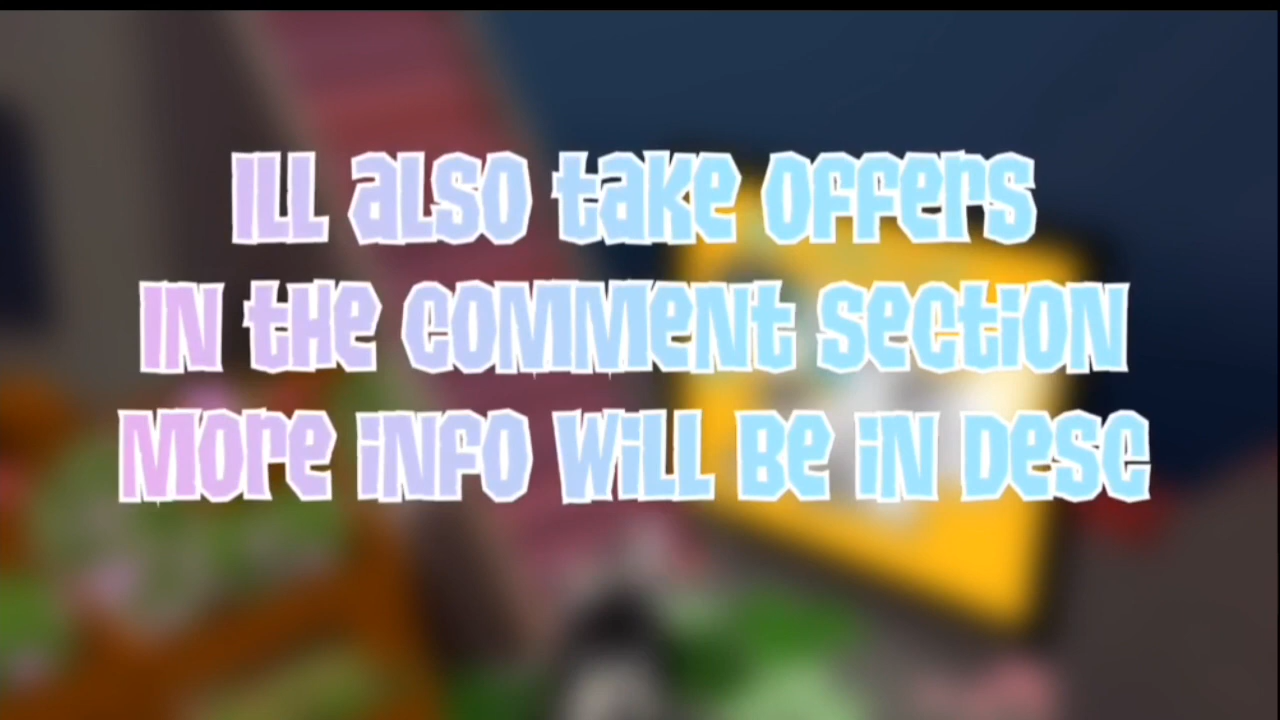 Ill also take offers
In the comment section
More info will be in desc